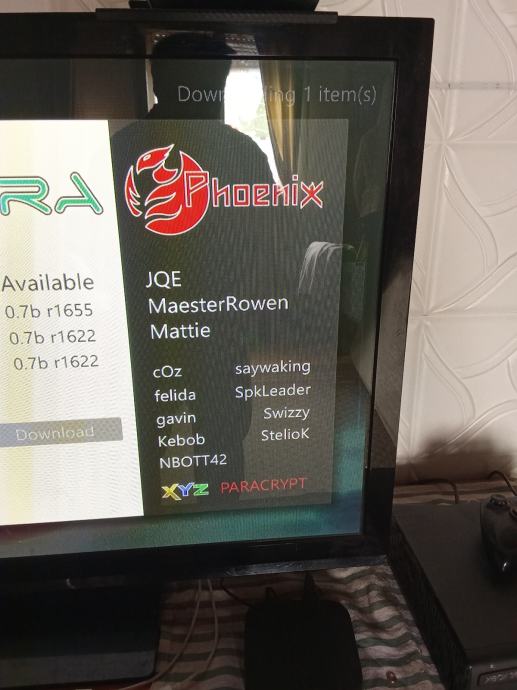 Downloading 1 item(s)
RA
Phoenix
Available
0.7b r1655
0.7b r1622
0.7b r1622
Download
JQE
MaesterRowen
Mattie
cOz saywaking
felida SpkLeader
gavin Swizzy
Kebob StelioK
NBOTT42
XYZ PARACRYPT